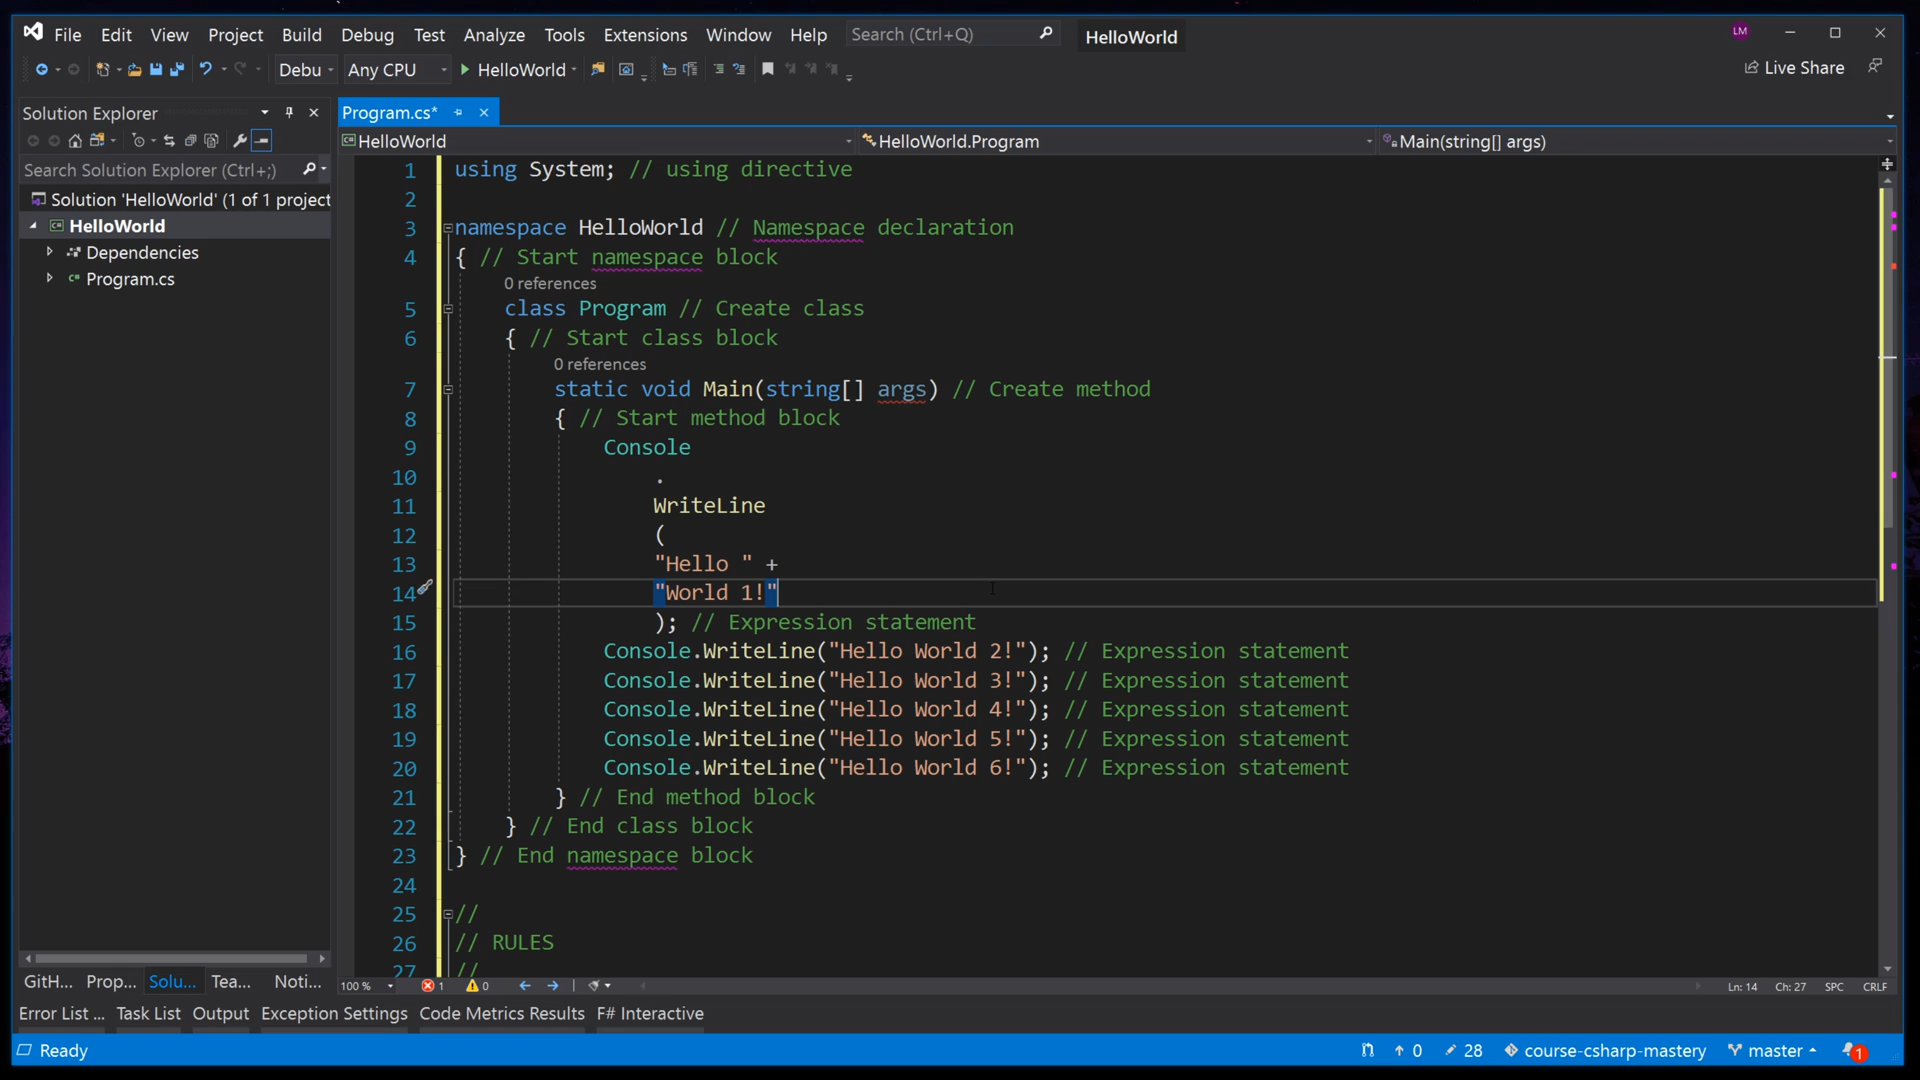 File Edit View Project Build Debug Test Analyze Tools Extensions Window Help Search (Ctrl+Q) HelloWorld LM
Debu Any CPU HelloWorld Live Share
Solution Explorer
Search Solution Explorer (Ctrl+;)
Solution 'HelloWorld' (1 of 1 project
HelloWorld
Dependencies
Program.cs
Program.cs*
HelloWorld HelloWorld.Program Main(string[] args)
1 using System; // using directive
2
3 namespace HelloWorld // Namespace declaration
4 { // Start namespace block
0 references
5 class Program // Create class
6 { // Start class block
0 references
7 static void Main(string[] args) // Create method
8 { // Start method block
9 Console
10 .
11 WriteLine
12 (
13 "Hello " +
14 "World 1!"
15 ); // Expression statement
16 Console.WriteLine("Hello World 2!"); // Expression statement
17 Console.WriteLine("Hello World 3!"); // Expression statement
18 Console.WriteLine("Hello World 4!"); // Expression statement
19 Console.WriteLine("Hello World 5!"); // Expression statement
20 Console.WriteLine("Hello World 6!"); // Expression statement
21 } // End method block
22 } // End class block
23 } // End namespace block
24
25 //
26 // RULES
27 //
GitH... Prop... Solu... Tea... Noti...
100 % 1 0 Ln: 14 Ch: 27 SPC CRLF
Error List ... Task List Output Exception Settings Code Metrics Results F# Interactive
Ready 0 28 course-csharp-mastery master 1